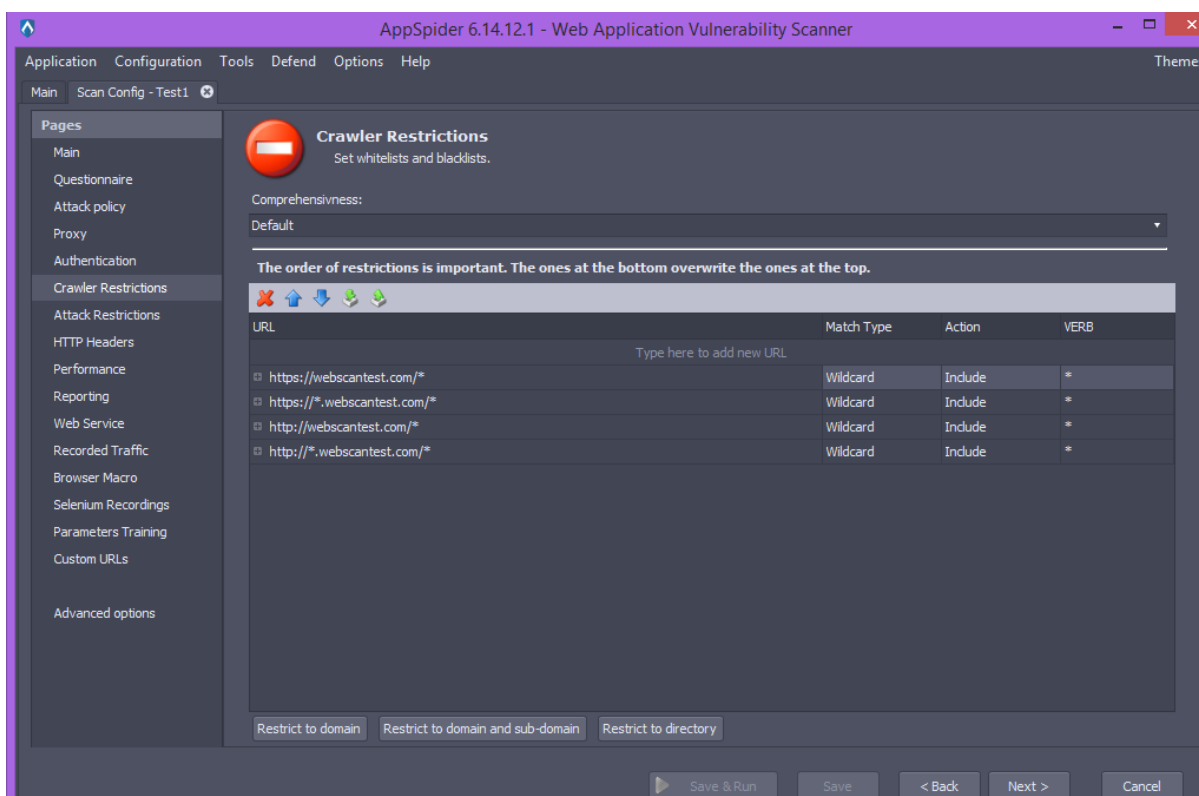 AppSpider 6.14.12.1 - Web Application Vulnerability Scanner
Application Configuration Tools Defend Options Help Theme
Main Scan Config - Test1
Pages
Main
Questionnaire
Attack policy
Proxy
Authentication
Crawler Restrictions
Attack Restrictions
HTTP Headers
Performance
Reporting
Web Service
Recorded Traffic
Browser Macro
Selenium Recordings
Parameters Training
Custom URLs
Advanced options
Crawler Restrictions
Set whitelists and blacklists.
Comprehensivness:
Default
The order of restrictions is important. The ones at the bottom overwrite the ones at the top.
URL Match Type Action VERB
Type here to add new URL
https://webscantest.com/* Wildcard Include *
https://*.webscantest.com/* Wildcard Include *
http://webscantest.com/* Wildcard Include *
http://*.webscantest.com/* Wildcard Include *
Restrict to domain Restrict to domain and sub-domain Restrict to directory
Save & Run Save < Back Next > Cancel